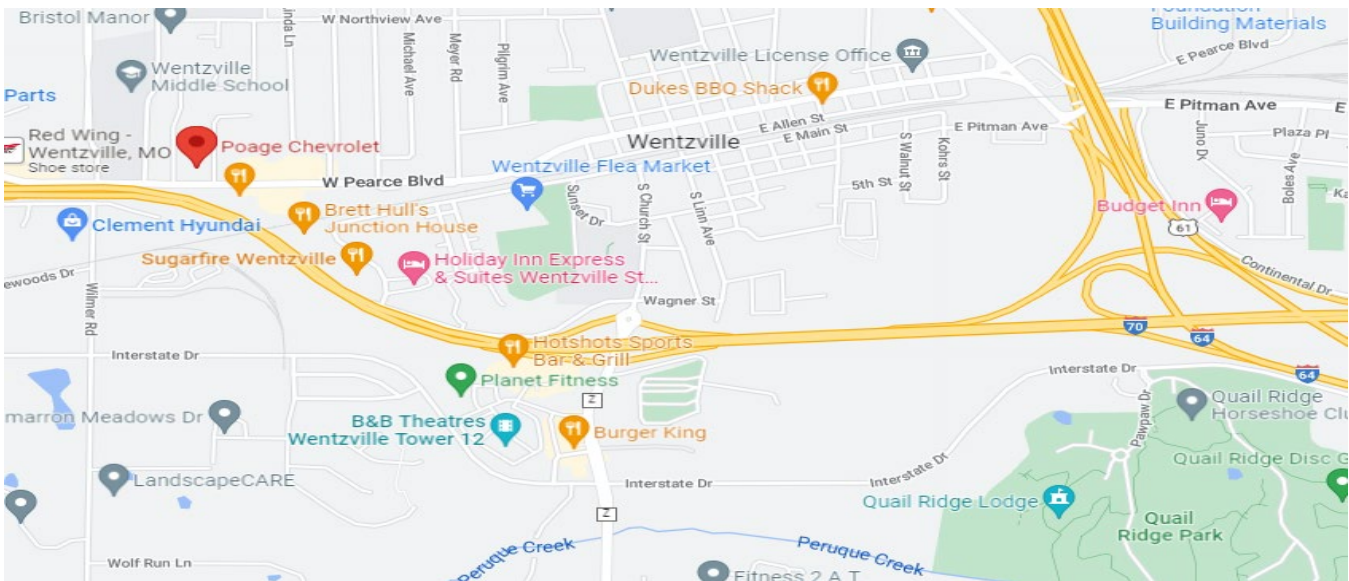 Bristol Manor
Linda Ln
W Northview Ave
Michael Ave
Meyer Rd
Pilgrim Ave
Wentzville License Office
Building Materials
E Pearce Blvd
Wentzville
Middle School
Parts
Dukes BBQ Shack
E Pitman Ave
E
Red Wing -
Wentzville, MO
Shoe store
Poage Chevrolet
Wentzville
E Allen St
E Main St
E Pitman Ave
Juno Dr
Plaza Pl
W Pearce Blvd
Wentzville Flea Market
5th St
S Walnut St
Kohrs St
Boles Ave
Ka
Clement Hyundai
Brett Hull's
Junction House
Sunset Dr
S Church St
S Linn Ave
Budget Inn
61
Sugarfire Wentzville
Holiday Inn Express
& Suites Wentzville St...
Continental Dr
ewoods Dr
Wilmer Rd
Wagner St
70
64
Interstate Dr
Hotshots Sports
Bar & Grill
Planet Fitness
Interstate Dr
64
Z
Pawpaw Dr
Quail Ridge
Horseshoe Clu
marron Meadows Dr
B&B Theatres
Wentzville Tower 12
Burger King
Quail Ridge Disc G
LandscapeCARE
Interstate Dr
Interstate Dr
Quail Ridge Lodge
Z
Quail
Ridge Park
Wolf Run Ln
Peruque Creek
Peruque Creek
Fitness 2 A T